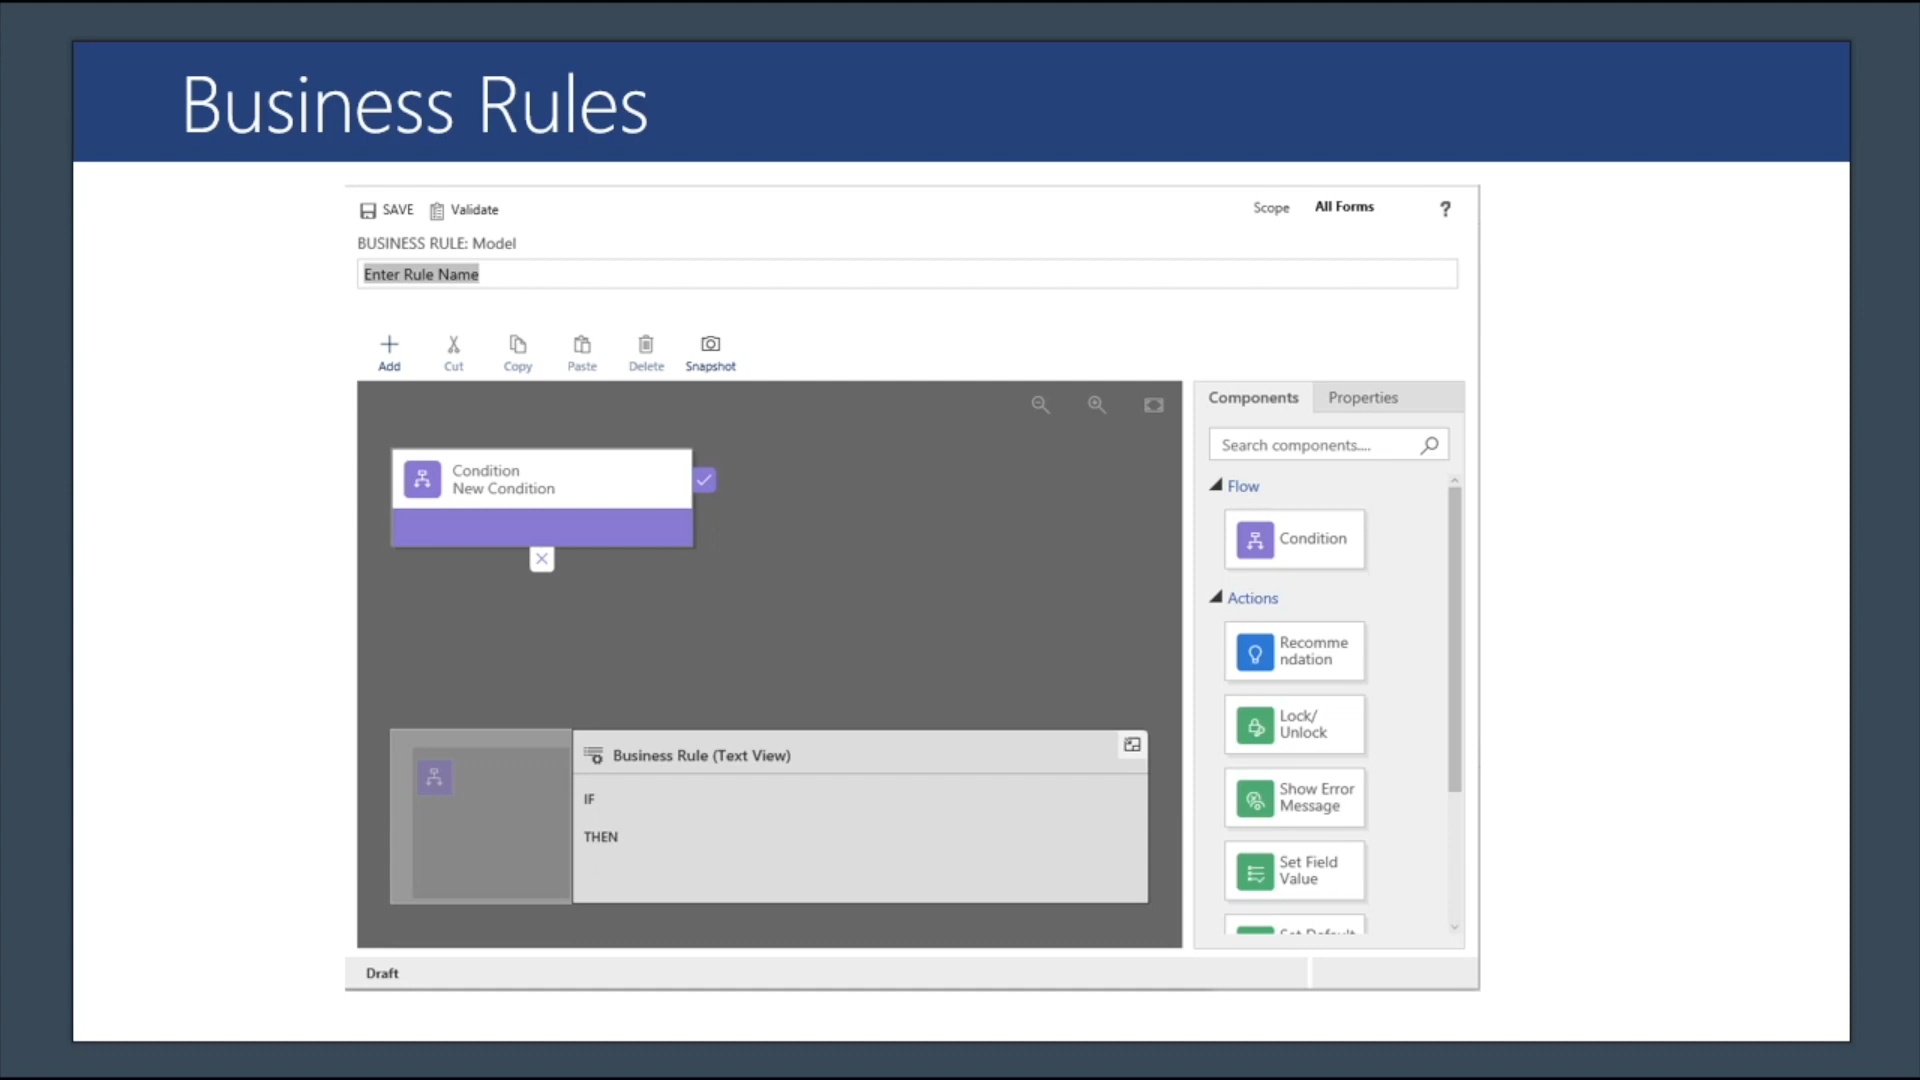 Business Rules
SAVE Validate Scope All Forms ?
BUSINESS RULE: Model
Enter Rule Name
Add Cut Copy Paste Delete Snapshot
Components Properties
Search components....
Condition
New Condition
Flow
Condition
Actions
Recomme
ndation
Lock/
Unlock
Show Error
Message
Set Field
Value
Set Default
Business Rule (Text View)
IF
THEN
Draft